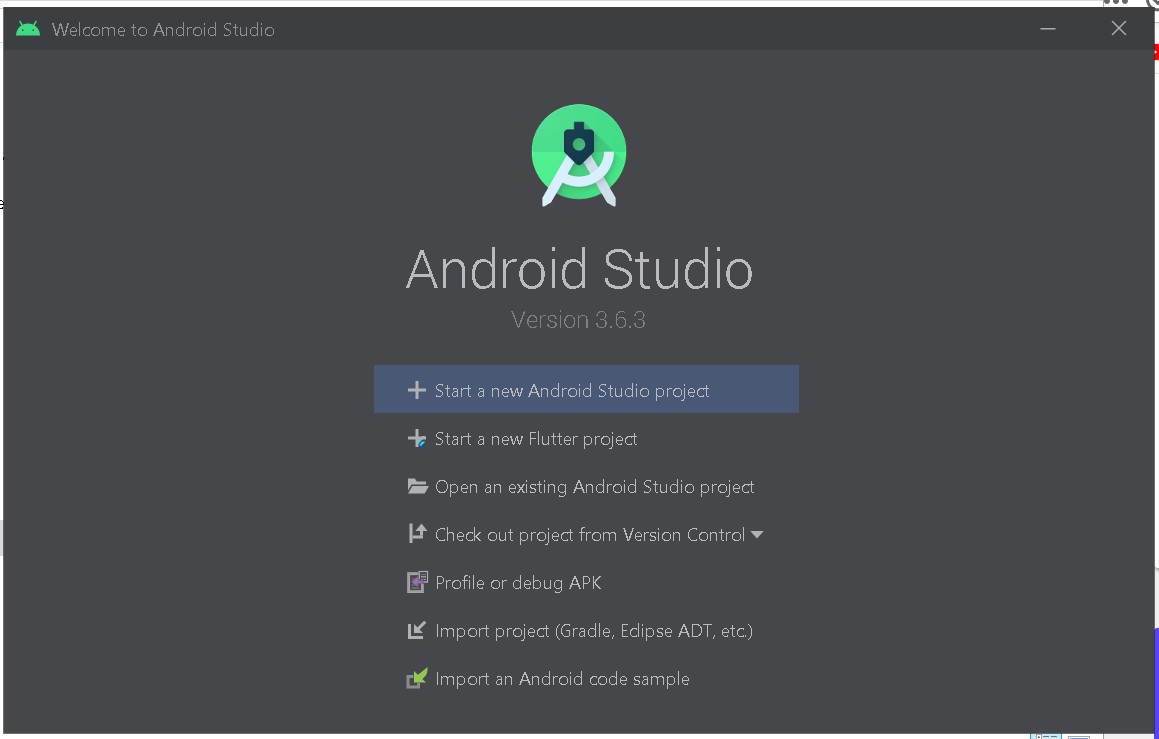 Welcome to Android Studio
Android Studio
Version 3.6.3
Start a new Android Studio project
Start a new Flutter project
Open an existing Android Studio project
Check out project from Version Control
Profile or debug APK
Import project (Gradle, Eclipse ADT, etc.)
Import an Android code sample